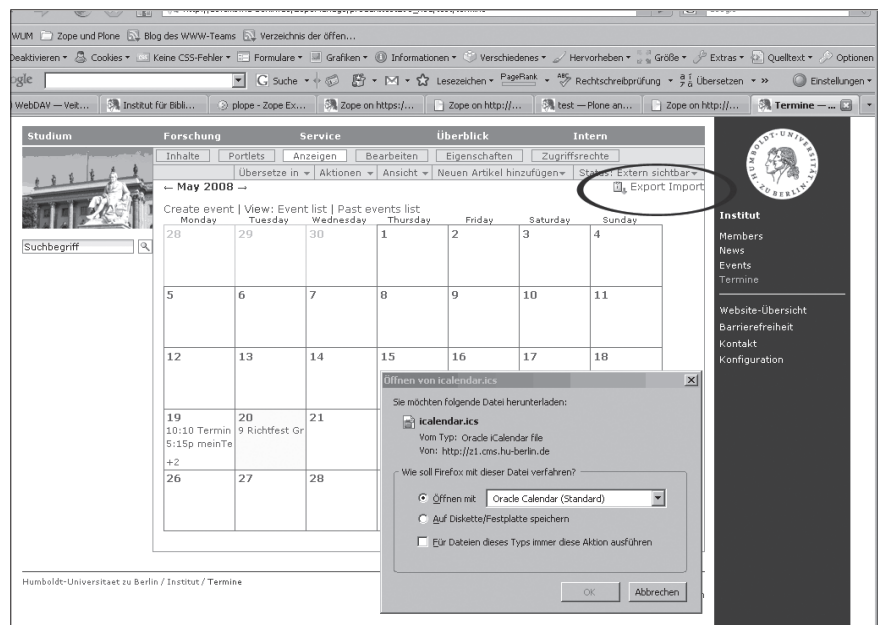 WUM Zope und Plone Blog des WWW-Teams Verzeichnis der öffen...
Deaktivieren Cookies Keine CSS-Fehler Formulare Grafiken Informationen Verschiedenes Hervorheben Größe Extras Quelltext Optionen
ogle Suche Lesezeichen PageRank Rechtschreibprüfung Übersetzen » Einstellungen
WebDAV — Veit... Institut für Bibli... plope - Zope Ex... Zope on https:/... Zope on http://... test — Plone an... Zope on http://... Termine — ...
Studium Forschung Service Überblick Intern
Inhalte Portlets Anzeigen Bearbeiten Eigenschaften Zugriffsrechte
Übersetze in Aktionen Ansicht Neuen Artikel hinzufügen Status: Extern sichtbar
← May 2008 →
Export Import
Create event | View: Event list | Past events list
Monday Tuesday Wednesday Thursday Friday Saturday Sunday
28 29 30 1 2 3 4
5 6 7 8 9 10 11
12 13 14 15 16 17 18
19 20 21
10:10 Termin 9 Richtfest Gr
5:15p meinTe
+2
26 27 28
Suchbegriff
HUMBOLDT-UNIVERSITÄT ZU BERLIN
Institut
Members
News
Events
Termine
Website-Übersicht
Barrierefreiheit
Kontakt
Konfiguration
Öffnen von icalendar.ics
Sie möchten folgende Datei herunterladen:
icalendar.ics
Vom Typ: Oracle iCalendar file
Von: http://z1.cms.hu-berlin.de
Wie soll Firefox mit dieser Datei verfahren?
Öffnen mit Oracle Calendar (Standard)
Auf Diskette/Festplatte speichern
Für Dateien dieses Typs immer diese Aktion ausführen
OK Abbrechen
Humboldt-Universitaet zu Berlin / Institut / Termine